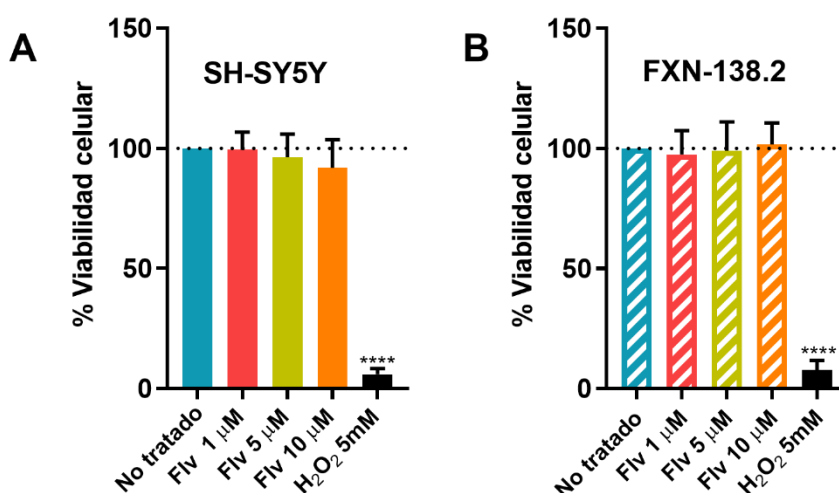 A
SH-SY5Y
% Viabilidad celular
150
100
50
0
****
No tratado
Flv 1 μM
Flv 5 μM
Flv 10 μM
H₂O₂ 5mM
B
FXN-138.2
% Viabilidad celular
150
100
50
0
****
No tratado
Flv 1 μM
Flv 5 μM
Flv 10 μM
H₂O₂ 5mM